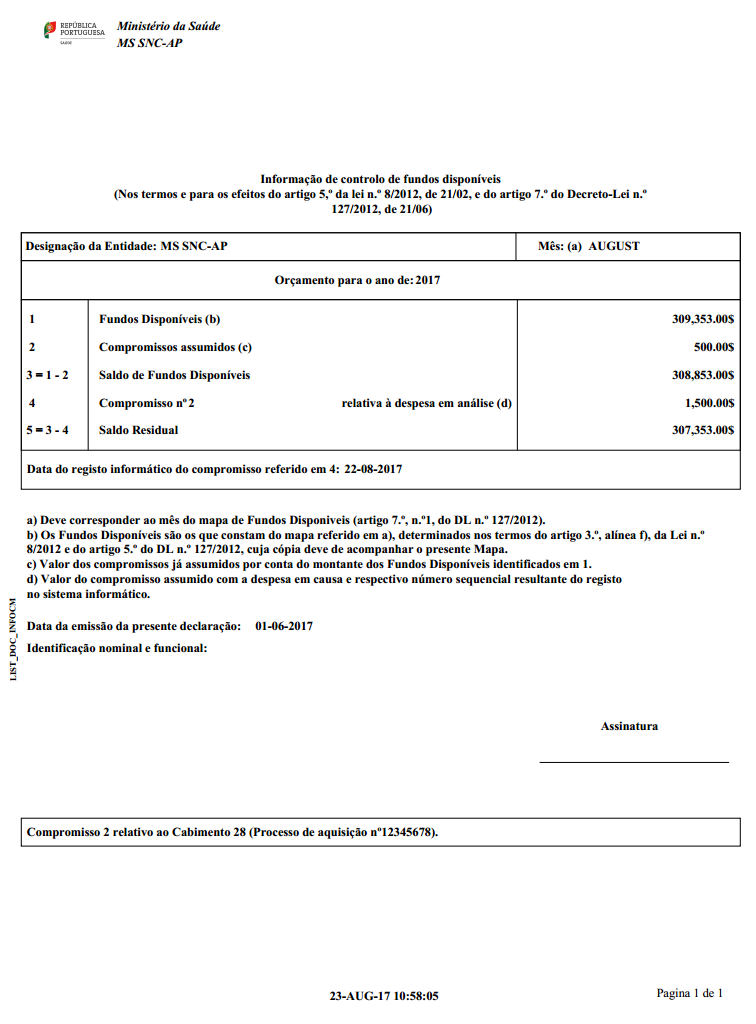 REPÚBLICA
PORTUGUESA
SAÚDE
Ministério da Saúde
MS SNC-AP
Informação de controlo de fundos disponíveis
(Nos termos e para os efeitos do artigo 5,º da lei n.º 8/2012, de 21/02, e do artigo 7.º do Decreto-Lei n.º
127/2012, de 21/06)
Designação da Entidade: MS SNC-AP Mês: (a) AUGUST
Orçamento para o ano de: 2017
1 Fundos Disponíveis (b) 309,353.00$
2 Compromissos assumidos (c) 500.00$
3 = 1 - 2 Saldo de Fundos Disponíveis 308,853.00$
4 Compromisso nº 2 relativa à despesa em análise (d) 1,500.00$
5 = 3 - 4 Saldo Residual 307,353.00$
Data do registo informático do compromisso referido em 4: 22-08-2017
a) Deve corresponder ao mês do mapa de Fundos Disponiveis (artigo 7.º, n.º1, do DL n.º 127/2012).
b) Os Fundos Disponíveis são os que constam do mapa referido em a), determinados nos termos do artigo 3.º, alínea f), da Lei n.º
8/2012 e do artigo 5.º do DL n.º 127/2012, cuja cópia deve de acompanhar o presente Mapa.
c) Valor dos compromissos já assumidos por conta do montante dos Fundos Disponíveis identificados em 1.
d) Valor do compromisso assumido com a despesa em causa e respectivo número sequencial resultante do registo
no sistema informático.
LIST_DOC_INFOCM
Data da emissão da presente declaração: 01-06-2017
Identificação nominal e funcional:
Assinatura
Compromisso 2 relativo ao Cabimento 28 (Processo de aquisição nº12345678).
23-AUG-17 10:58:05 Pagina 1 de 1